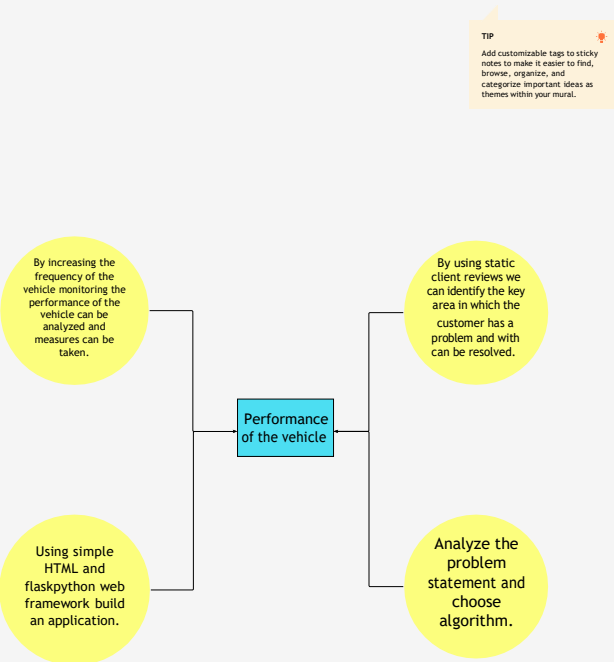 TIP
Add customizable tags to sticky
notes to make it easier to find,
browse, organize, and
categorize important ideas as
themes within your mural.
By increasing the
frequency of the
vehicle monitoring the
performance of the
vehicle can be
analyzed and
measures can be
taken.
By using static
client reviews we
can identify the key
area in which the
customer has a
problem and with
can be resolved.
Performance
of the vehicle
Using simple
HTML and
flaskpython web
framework build
an application.
Analyze the
problem
statement and
choose
algorithm.